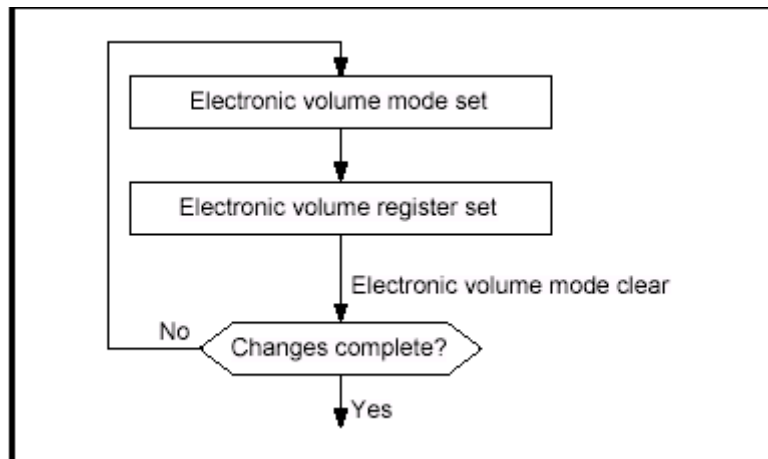 Electronic volume mode set
Electronic volume register set
Electronic volume mode clear
No
Changes complete?
Yes